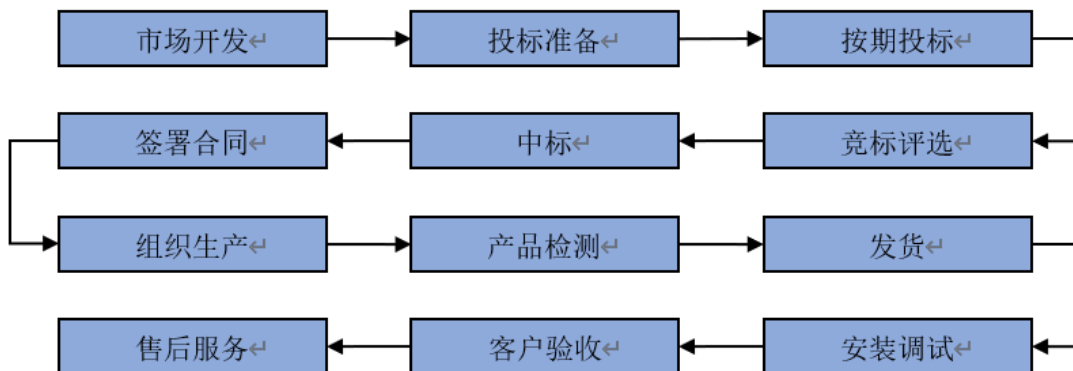 市场开发↵
投标准备↵
按期投标↵
签署合同↵
中标↵
竞标评选↵
组织生产↵
产品检测↵
发货↵
售后服务↵
客户验收↵
安装调试↵